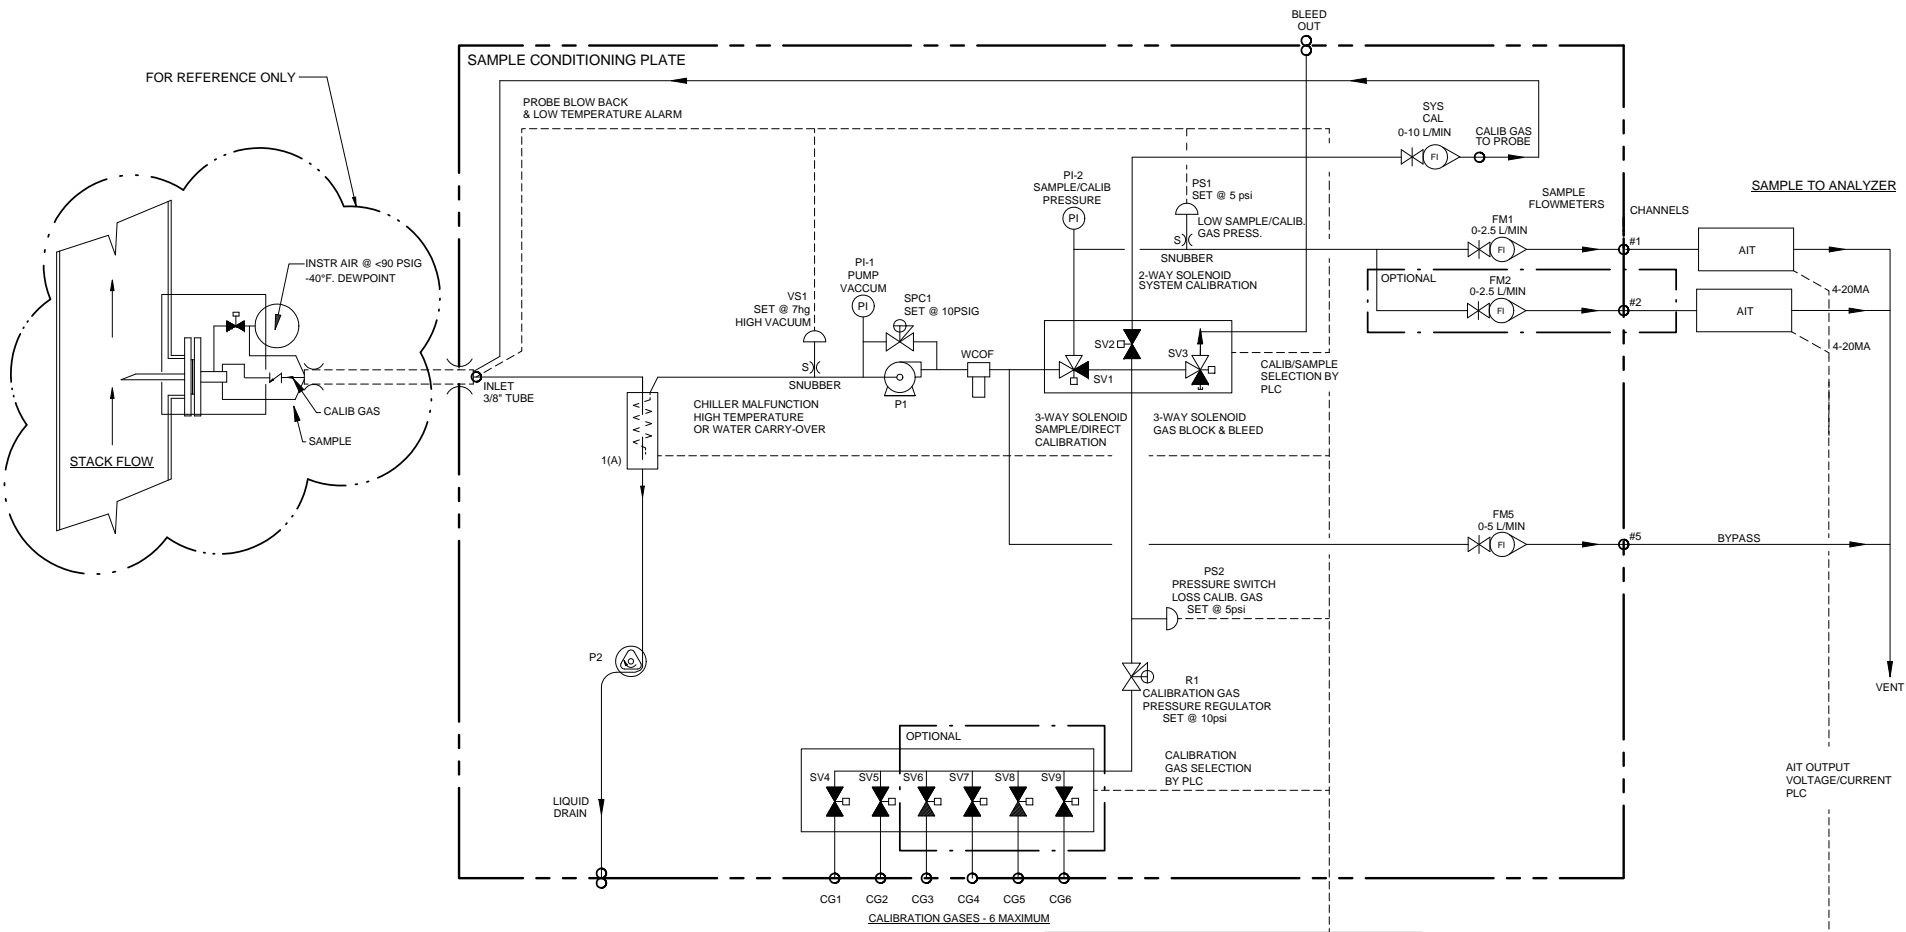 BLEED
OUT
SAMPLE CONDITIONING PLATE
FOR REFERENCE ONLY
PROBE BLOW BACK
& LOW TEMPERATURE ALARM
SYS
CAL
0-10 L/MIN
CALIB GAS
TO PROBE
FI
PI-2
SAMPLE/CALIB
PRESSURE
PI
PS1
SET @ 5 psi
LOW SAMPLE/CALIB.
GAS PRESS.
S
SNUBBER
SAMPLE
FLOWMETERS
CHANNELS
SAMPLE TO ANALYZER
FM1
0-2.5 L/MIN
FI
#1
AIT
OPTIONAL
FM2
0-2.5 L/MIN
FI
#2
AIT
4-20MA
4-20MA
INSTR AIR @ <90 PSIG
-40°F. DEWPOINT
CALIB GAS
SAMPLE
STACK FLOW
INLET
3/8" TUBE
VS1
SET @ 7hg
HIGH VACUUM
S
SNUBBER
PI-1
PUMP
VACCUM
PI
SPC1
SET @ 10PSIG
P1
WCOF
2-WAY SOLENOID
SYSTEM CALIBRATION
SV2
SV3
SV1
CALIB/SAMPLE
SELECTION BY
PLC
CHILLER MALFUNCTION
HIGH TEMPERATURE
OR WATER CARRY-OVER
1(A)
3-WAY SOLENOID
SAMPLE/DIRECT
CALIBRATION
3-WAY SOLENOID
GAS BLOCK & BLEED
FM5
0-5 L/MIN
FI
#5
BYPASS
PS2
PRESSURE SWITCH
LOSS CALIB. GAS
SET @ 5psi
P2
R1
CALIBRATION GAS
PRESSURE REGULATOR
SET @ 10psi
VENT
OPTIONAL
SV4
SV5
SV6
SV7
SV8
SV9
CALIBRATION
GAS SELECTION
BY PLC
AIT OUTPUT
VOLTAGE/CURRENT
PLC
LIQUID
DRAIN
CG1
CG2
CG3
CG4
CG5
CG6
CALIBRATION GASES - 6 MAXIMUM